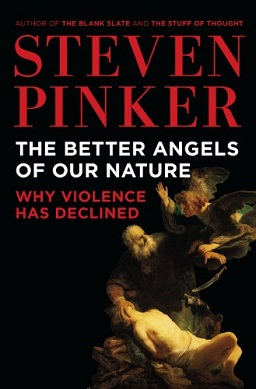 AUTHOR OF THE BLANK SLATE AND THE STUFF OF THOUGHT
STEVEN
PINKER
THE BETTER ANGELS
OF OUR NATURE
WHY VIOLENCE
HAS DECLINED